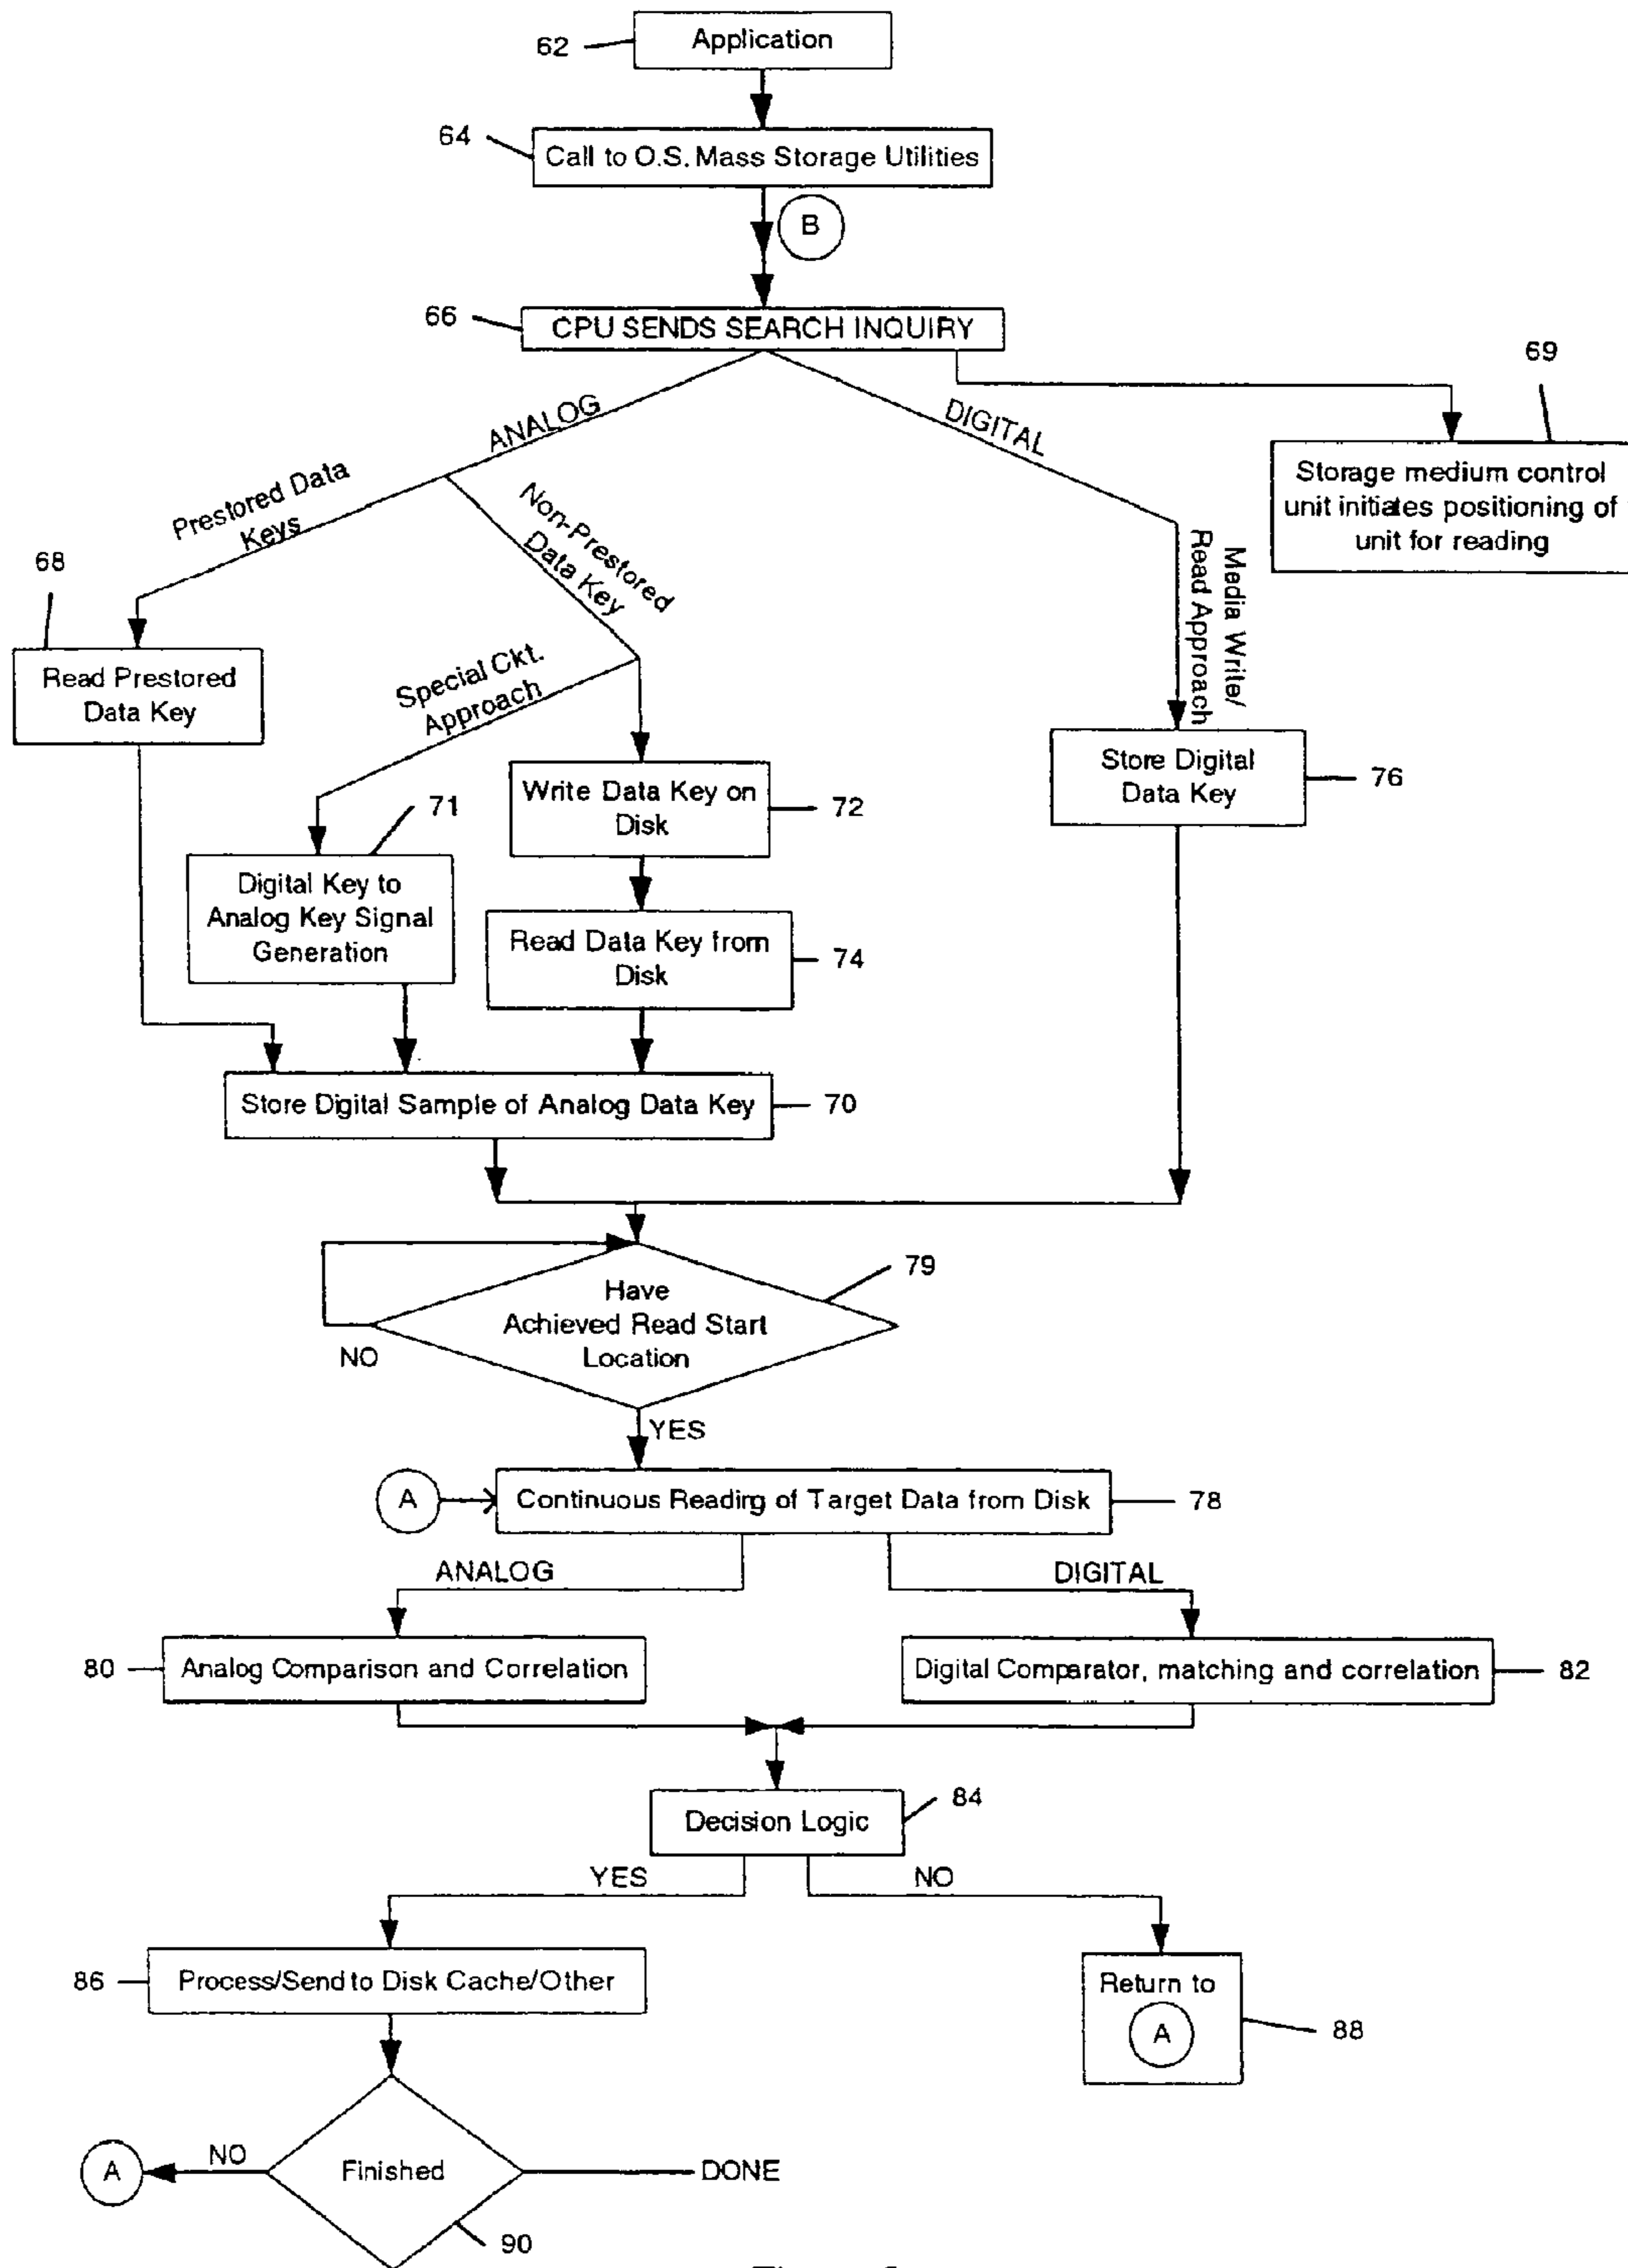 62
Application
64
Call to O.S. Mass Storage Utilities
B
66
CPU SENDS SEARCH INQUIRY
69
ANALOG
DIGITAL
Storage medium control
unit initiates positioning of
unit for reading
Prestored Data
Keys
Non-Prestored
Data Key
Media Write/
Read Approach
68
Read Prestored
Data Key
Special Ckt.
Approach
71
Write Data Key on
Disk
72
Store Digital
Data Key
76
Digital Key to
Analog Key Signal
Generation
Read Data Key from
Disk
74
Store Digital Sample of Analog Data Key
70
79
Have
Achieved Read Start
Location
NO
YES
A
Continuous Reading of Target Data from Disk
78
ANALOG
DIGITAL
80
Analog Comparison and Correlation
Digital Comparator, matching and correlation
82
84
Decision Logic
YES
NO
86
Process/Send to Disk Cache/Other
Return to
A
88
A
NO
Finished
DONE
90